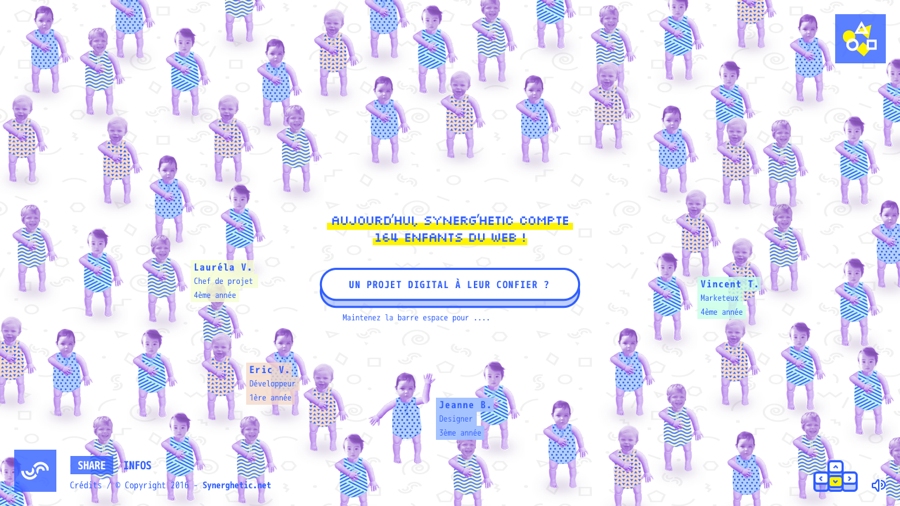 AUJOURD'HUI, SYNERG'HETIC COMPTE
164 ENFANTS DU WEB !
Lauréla V.
Chef de projet
4ème année
UN PROJET DIGITAL À LEUR CONFIER ?
Vincent T.
Marketeux
4ème année
Maintenez la barre espace pour ....
Eric V.
Développeur
1ère année
Jeanne B.
Designer
3ème année
SHARE INFOS
Crédits / © Copyright 2016 - Synerghetic.net